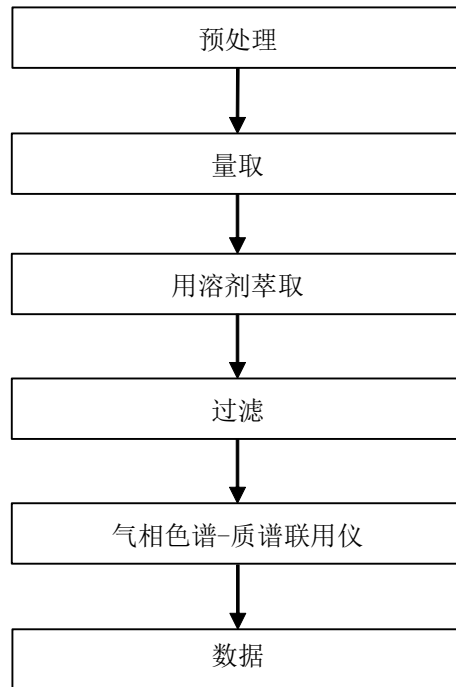 预处理
量取
用溶剂萃取
过滤
气相色谱-质谱联用仪
数据